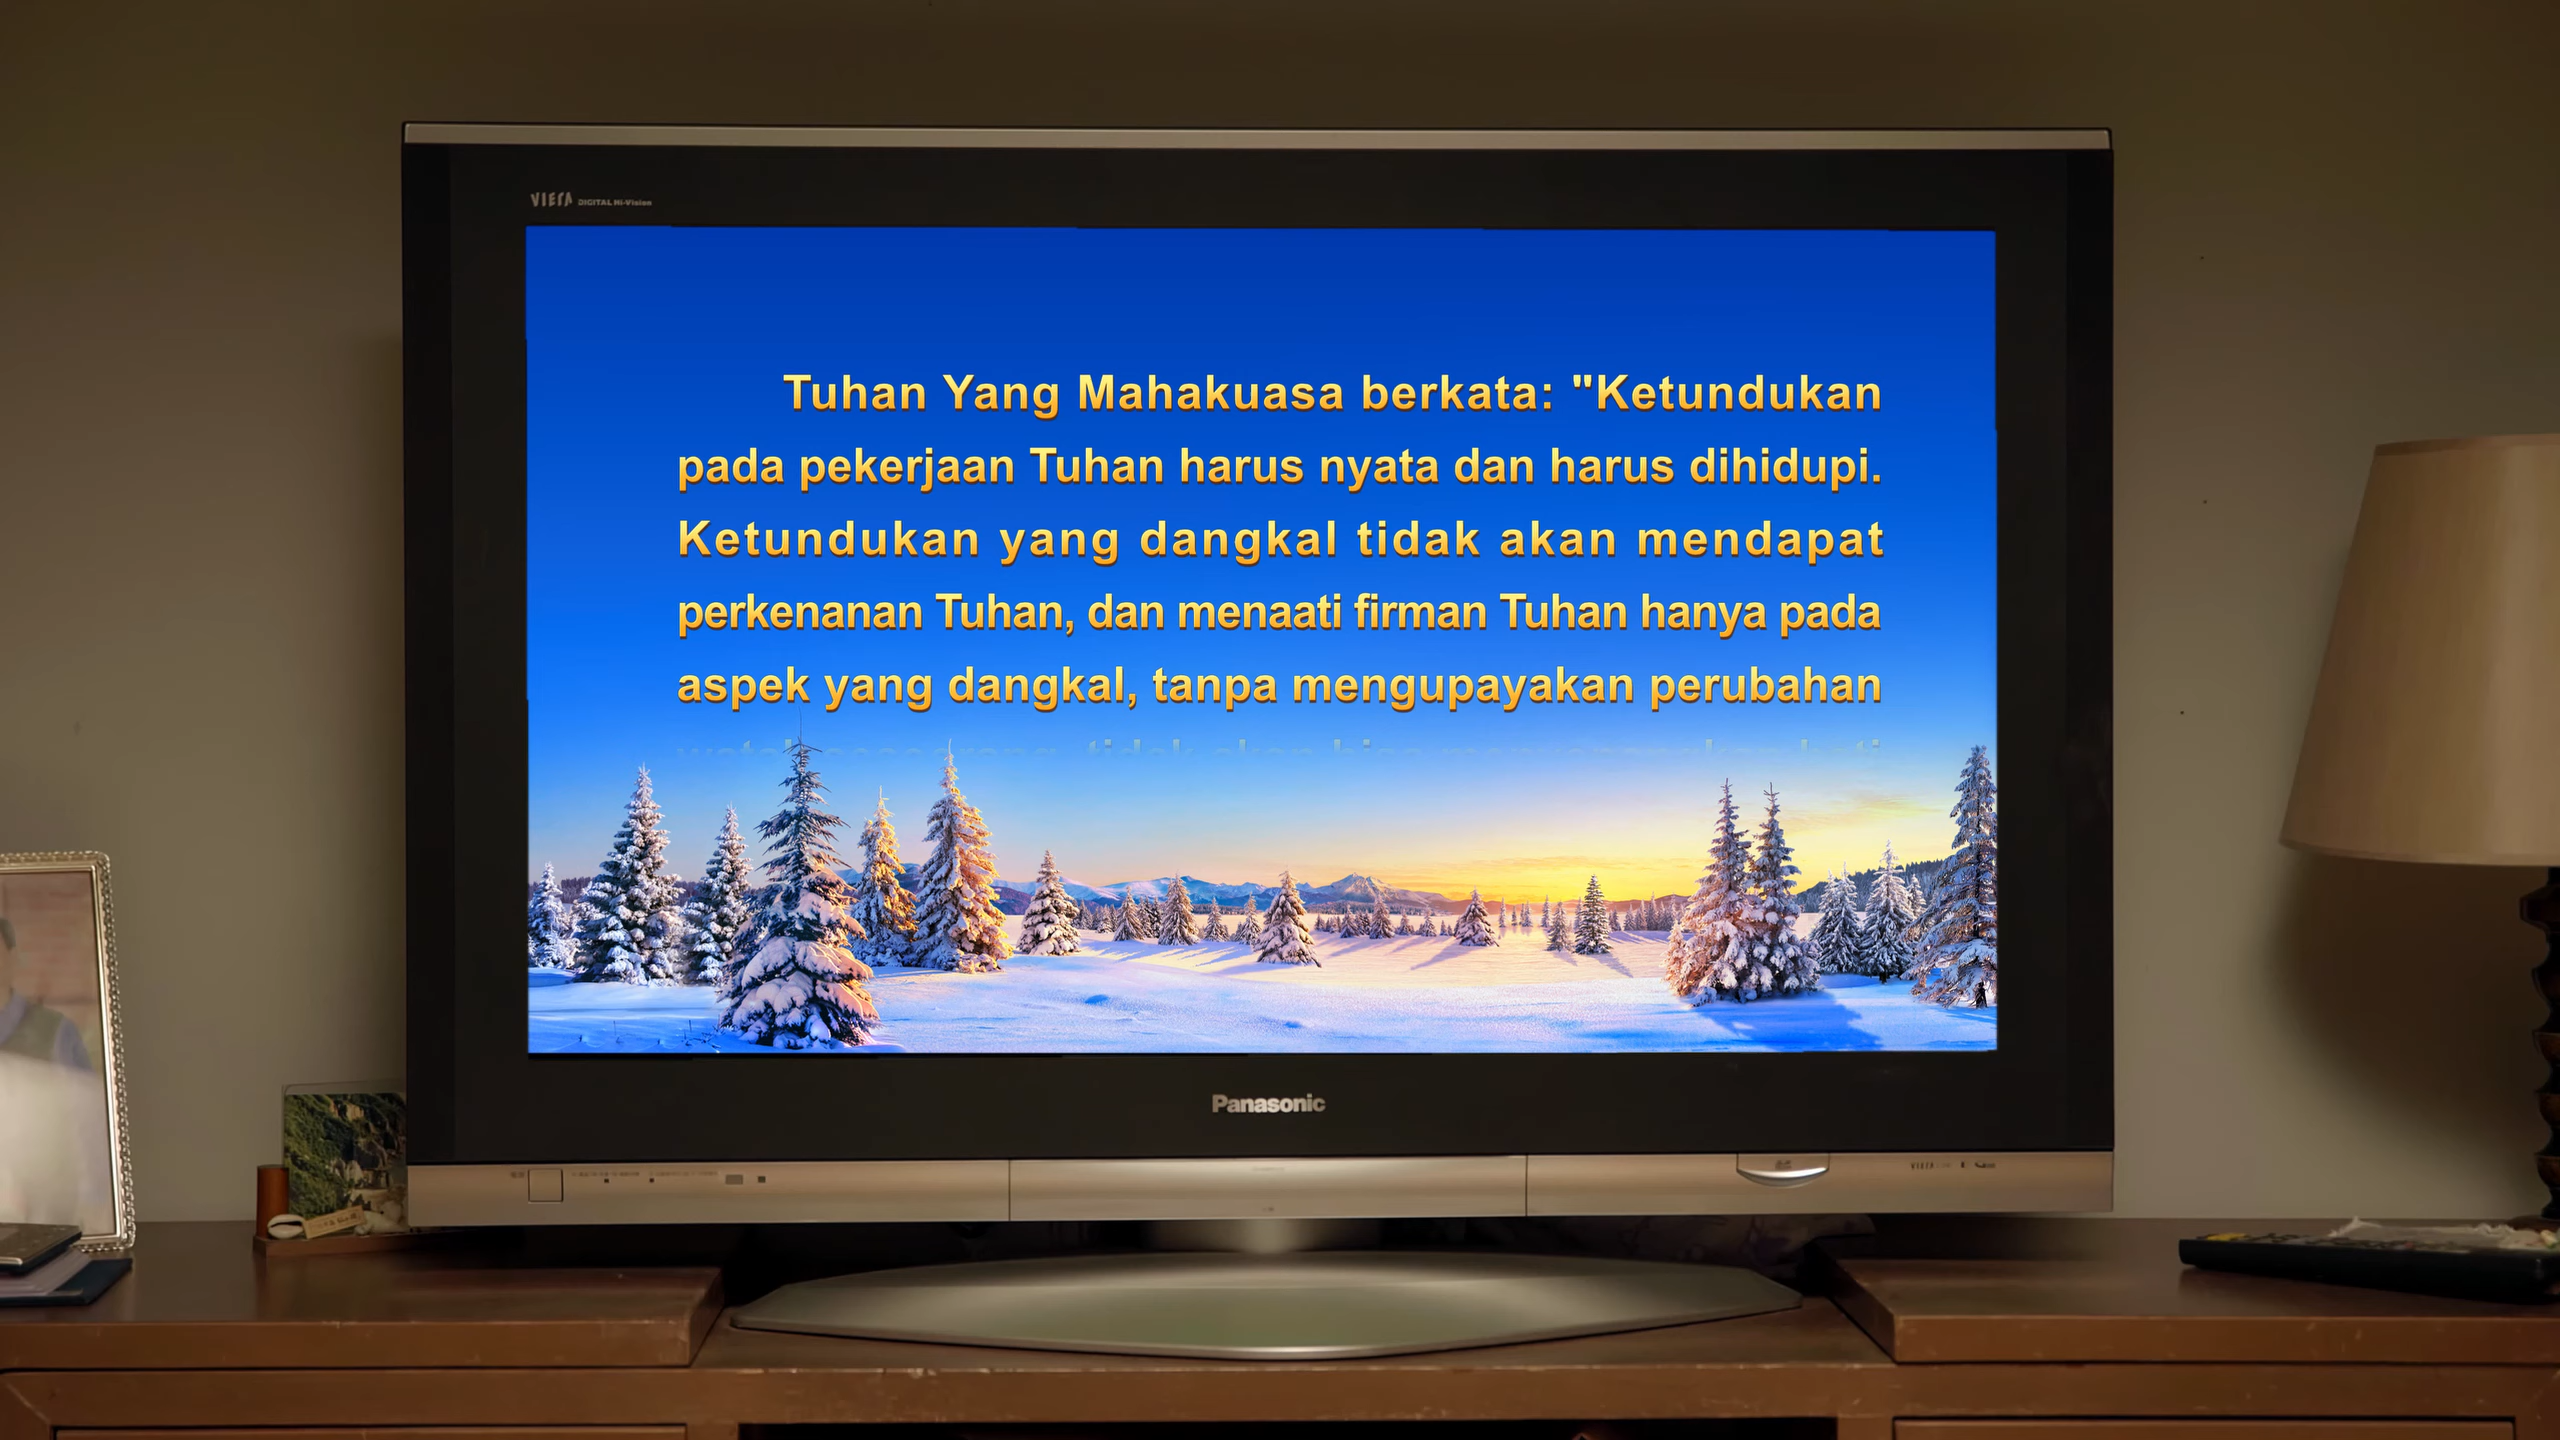 VIERA DIGITAL Hi-Vision
Tuhan Yang Mahakuasa berkata: "Ketundukan
pada pekerjaan Tuhan harus nyata dan harus dihidupi.
Ketundukan yang dangkal tidak akan mendapat
perkenanan Tuhan, dan menaati firman Tuhan hanya pada
aspek yang dangkal, tanpa mengupayakan perubahan
Panasonic